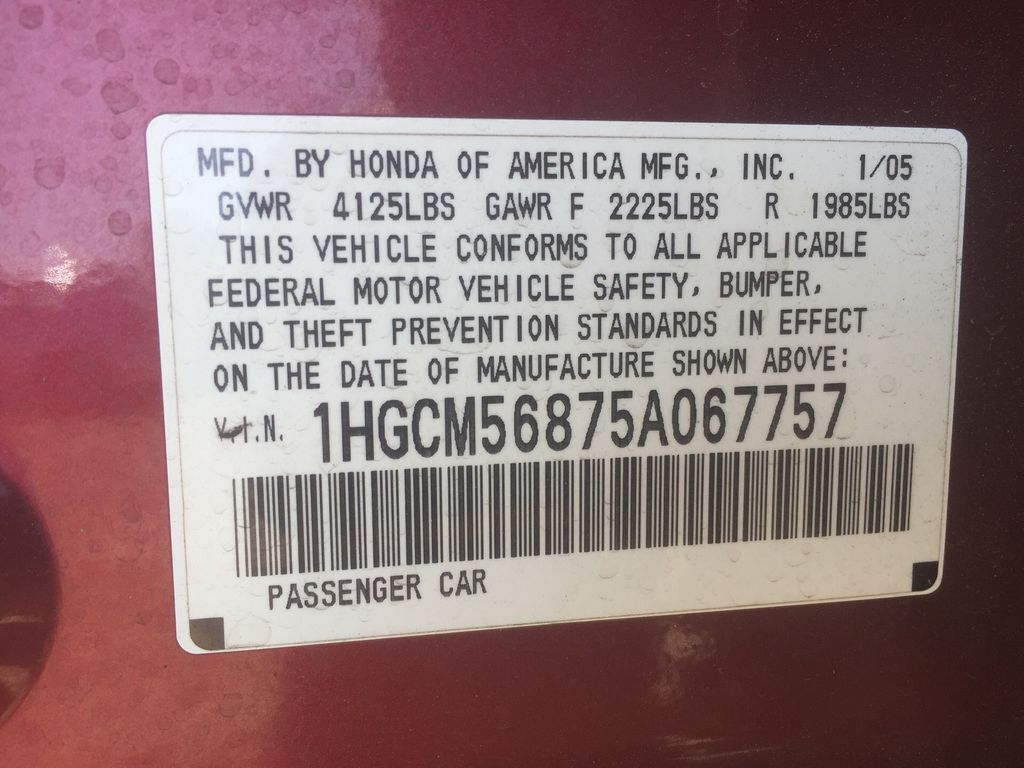 MFD. BY HONDA OF AMERICA MFG., INC. 1/05
GVWR 4125LBS GAWR F 2225LBS R 1985LBS
THIS VEHICLE CONFORMS TO ALL APPLICABLE
FEDERAL MOTOR VEHICLE SAFETY, BUMPER,
AND THEFT PREVENTION STANDARDS IN EFFECT
ON THE DATE OF MANUFACTURE SHOWN ABOVE:
V.I.N. 1HGCM56875A067757
PASSENGER CAR